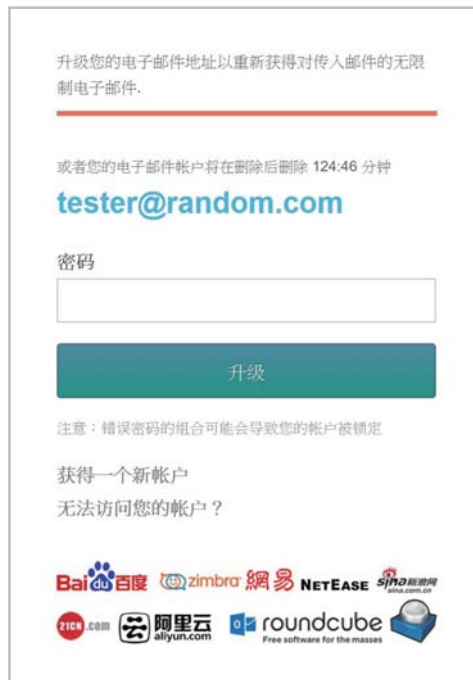 升级您的电子邮件地址以重新获得对传入邮件的无限
制电子邮件.
或者您的电子邮件帐户将在删除后删除 124:46 分钟
tester@random.com
密码
升级
注意：错误密码的组合可能会导致您的帐户被锁定
获得一个新帐户
无法访问您的帐户？
Bai du 百度 zimbra 網易 NETEASE sina新浪网 sina.com.cn
21CN .com 阿里云 aliyun.com roundcube Free software for the masses